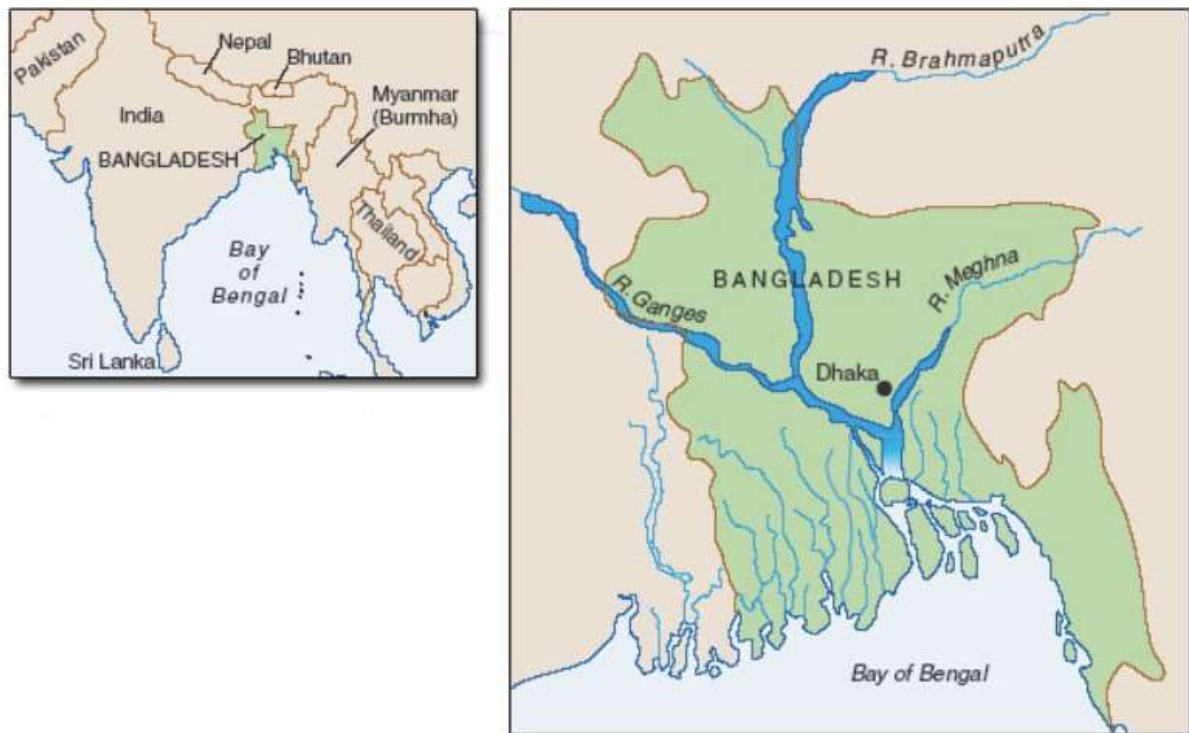 Pakistan
Nepal
Bhutan
India
Myanmar
(Burmha)
BANGLADESH
Thailand
Bay
of
Bengal
Sri Lanka
R. Brahmaputra
BANGLADESH
R. Ganges
R. Meghna
Dhaka
Bay of Bengal